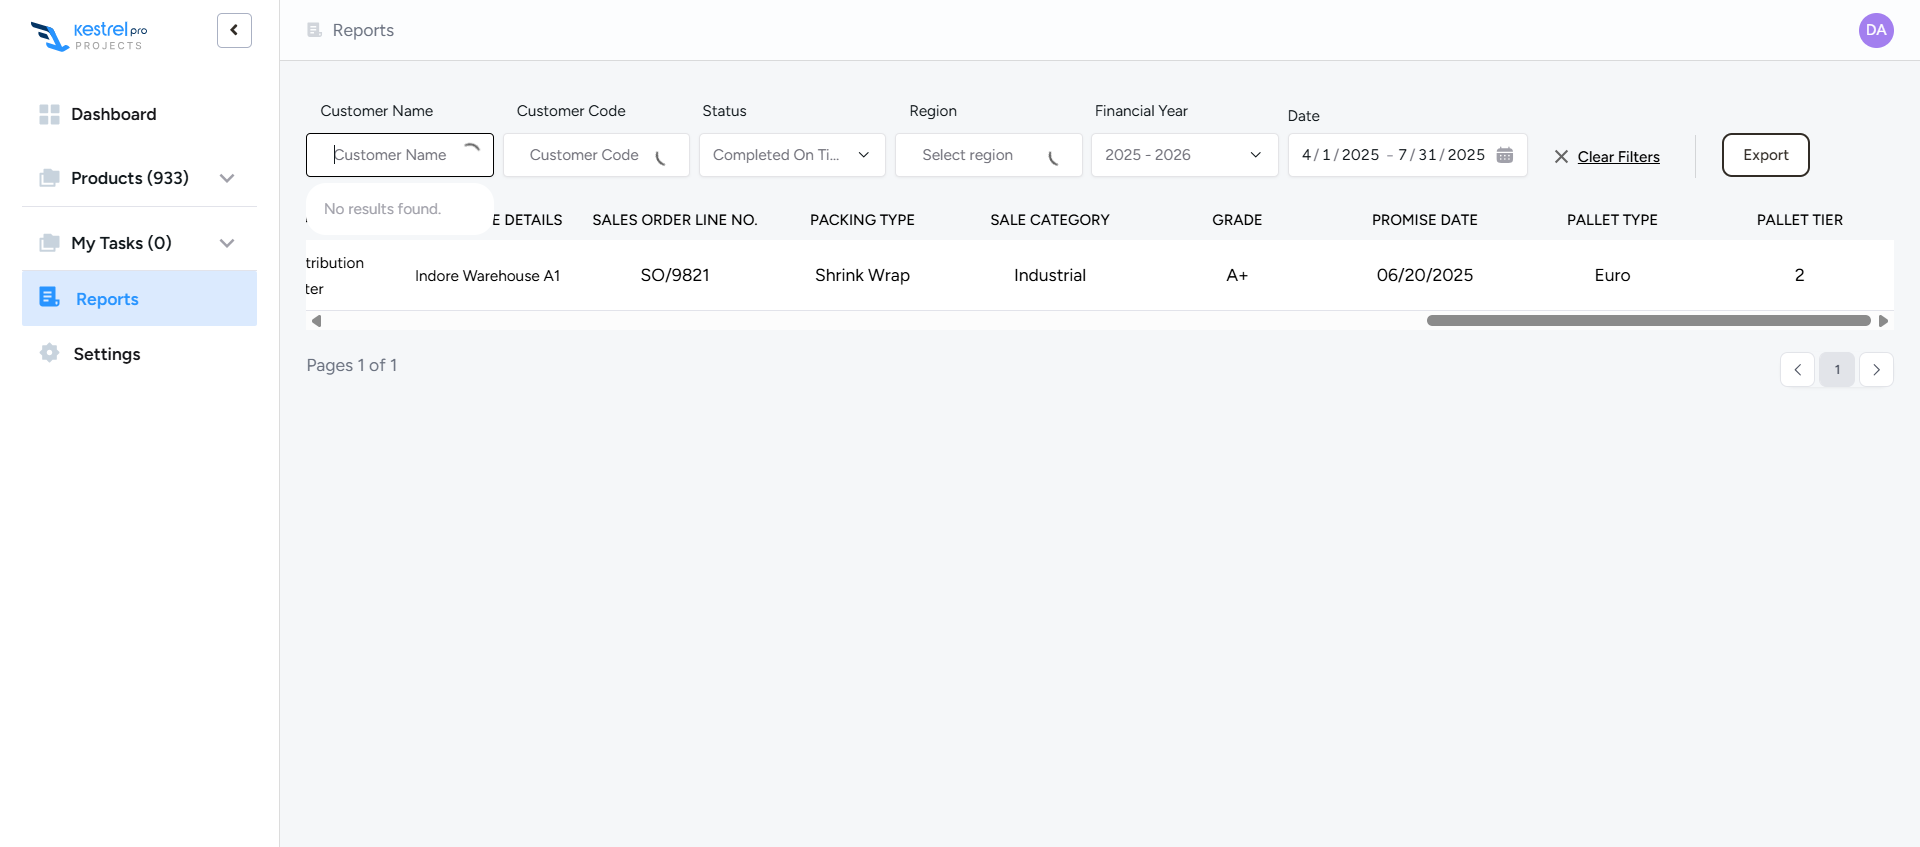 Kestrel pro
PROJECTS
Reports
DA
Dashboard
Products (933)
My Tasks (0)
Reports
Settings
Customer Name
Customer Code
Status
Region
Financial Year
Date
Customer Name
Customer Code
Completed On Ti...
Select region
2025 - 2026
4 / 1 / 2025 - 7 / 31 / 2025
Clear Filters
Export
No results found.
E DETAILS
SALES ORDER LINE NO.
PACKING TYPE
SALE CATEGORY
GRADE
PROMISE DATE
PALLET TYPE
PALLET TIER
tribution
ter
Indore Warehouse A1
SO/9821
Shrink Wrap
Industrial
A+
06/20/2025
Euro
2
Pages 1 of 1
1